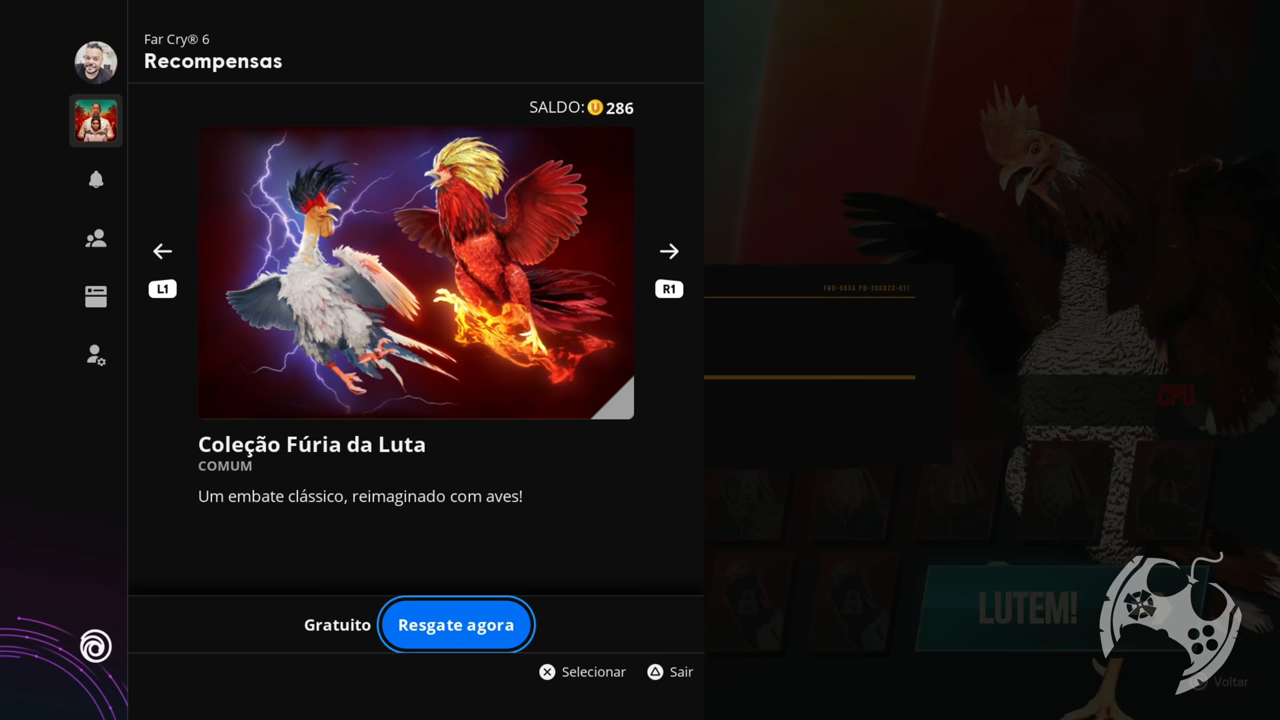 Far Cry® 6
Recompensas
SALDO: 286
L1
R1
Coleção Fúria da Luta
COMUM
Um embate clássico, reimaginado com aves!
Gratuito
Resgate agora
Selecionar
Sair
CPU
LUTEM!
Voltar